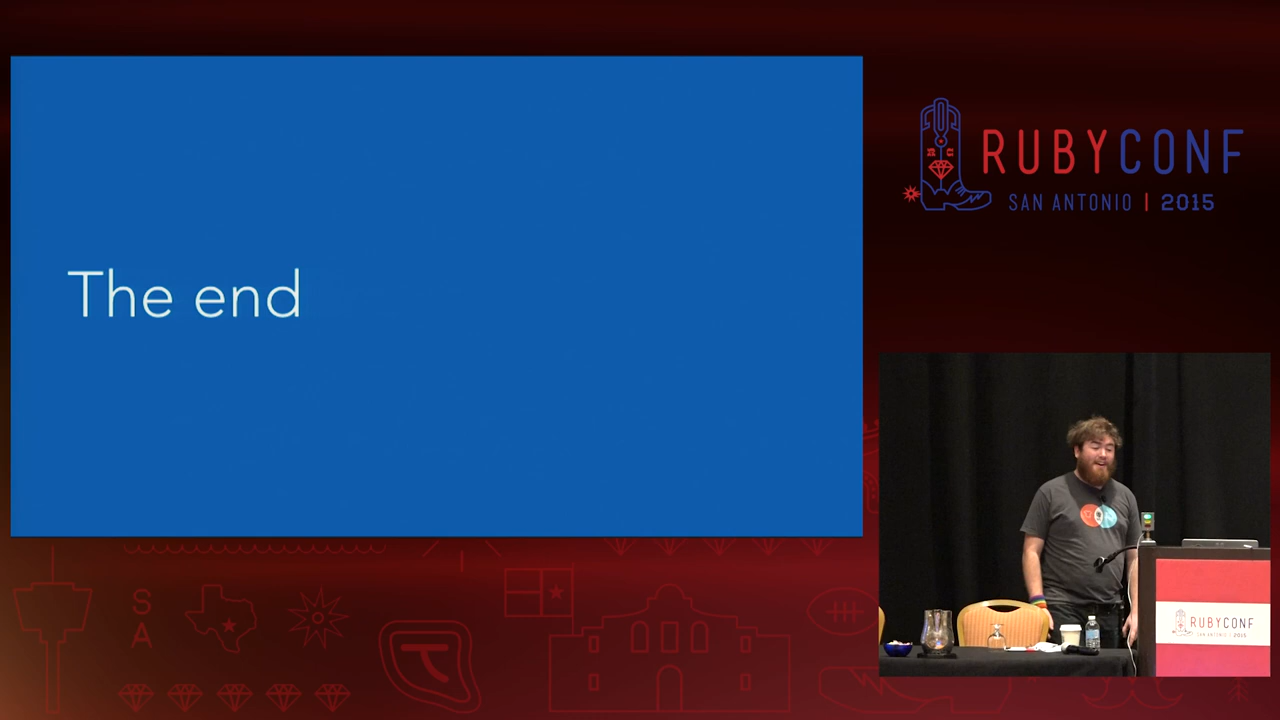 The end
RUBYCONF
SAN ANTONIO | 2015
S
A
RUBYCONF
SAN ANTONIO | 2015